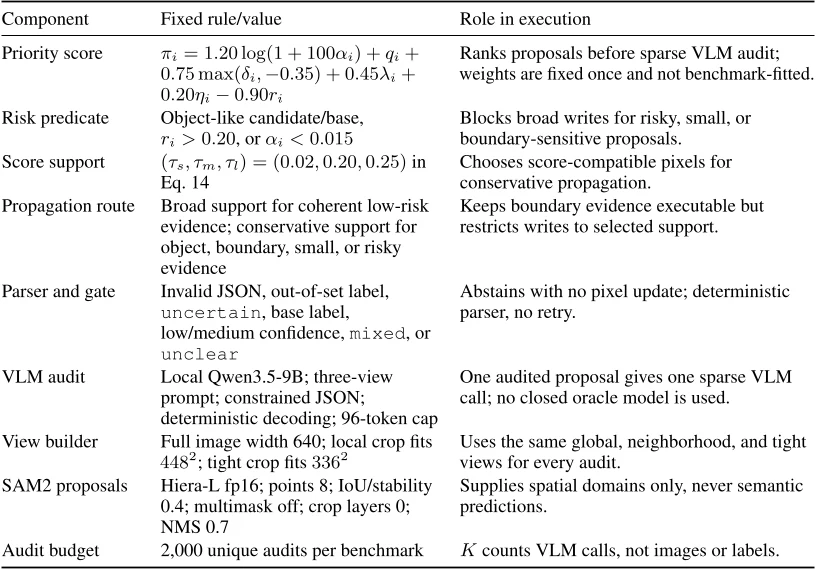 Component Fixed rule/value Role in execution
Priority score πᵢ = 1.20 log(1 + 100αᵢ) + qᵢ + Ranks proposals before sparse VLM audit;
0.75 max(δᵢ, −0.35) + 0.45λᵢ + weights are fixed once and not benchmark-fitted.
0.20ηᵢ − 0.90rᵢ
Risk predicate Object-like candidate/base, Blocks broad writes for risky, small, or
rᵢ > 0.20, or αᵢ < 0.015 boundary-sensitive proposals.
Score support (τₛ, τₘ, τₗ) = (0.02, 0.20, 0.25) in Chooses score-compatible pixels for
Eq. 14 conservative propagation.
Propagation route Broad support for coherent low-risk Keeps boundary evidence executable but
evidence; conservative support for restricts writes to selected support.
object, boundary, small, or risky
evidence
Parser and gate Invalid JSON, out-of-set label, Abstains with no pixel update; deterministic
uncertain, base label, parser, no retry.
low/medium confidence, mixed, or
unclear
VLM audit Local Qwen3.5-9B; three-view One audited proposal gives one sparse VLM
prompt; constrained JSON; call; no closed oracle model is used.
deterministic decoding; 96-token cap
View builder Full image width 640; local crop fits Uses the same global, neighborhood, and tight
448²; tight crop fits 336² views for every audit.
SAM2 proposals Hiera-L fp16; points 8; IoU/stability Supplies spatial domains only, never semantic
0.4; multimask off; crop layers 0; predictions.
NMS 0.7
Audit budget 2,000 unique audits per benchmark K counts VLM calls, not images or labels.